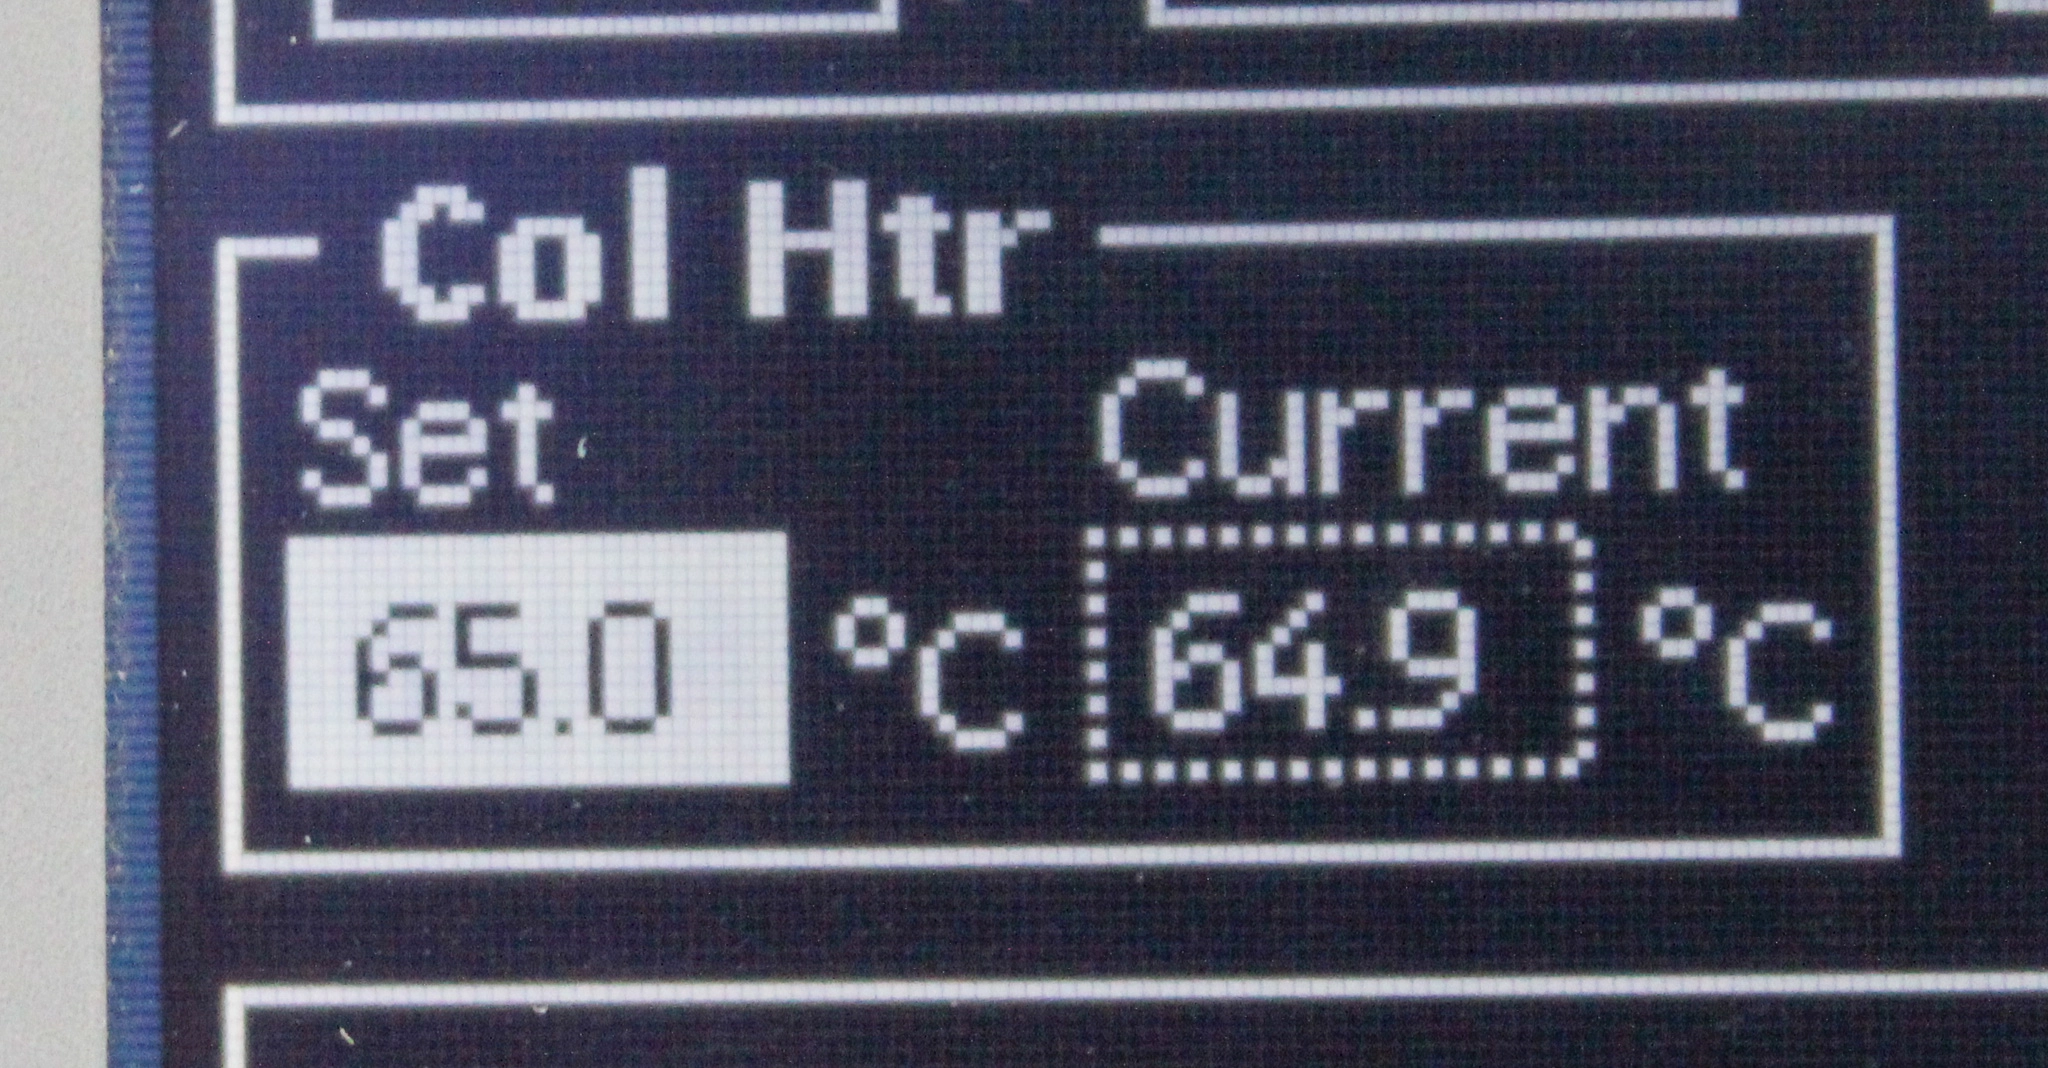 Col Htr
Set Current
65.0 °C 64.9 °C